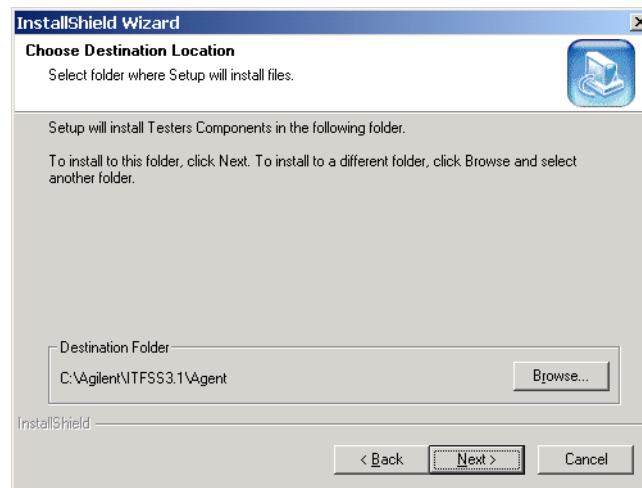 InstallShield Wizard
Choose Destination Location
Select folder where Setup will install files.
Setup will install Testers Components in the following folder.
To install to this folder, click Next. To install to a different folder, click Browse and select
another folder.
Destination Folder
C:\Agilent\ITFSS3.1\Agent
Browse...
InstallShield
< Back
Next >
Cancel